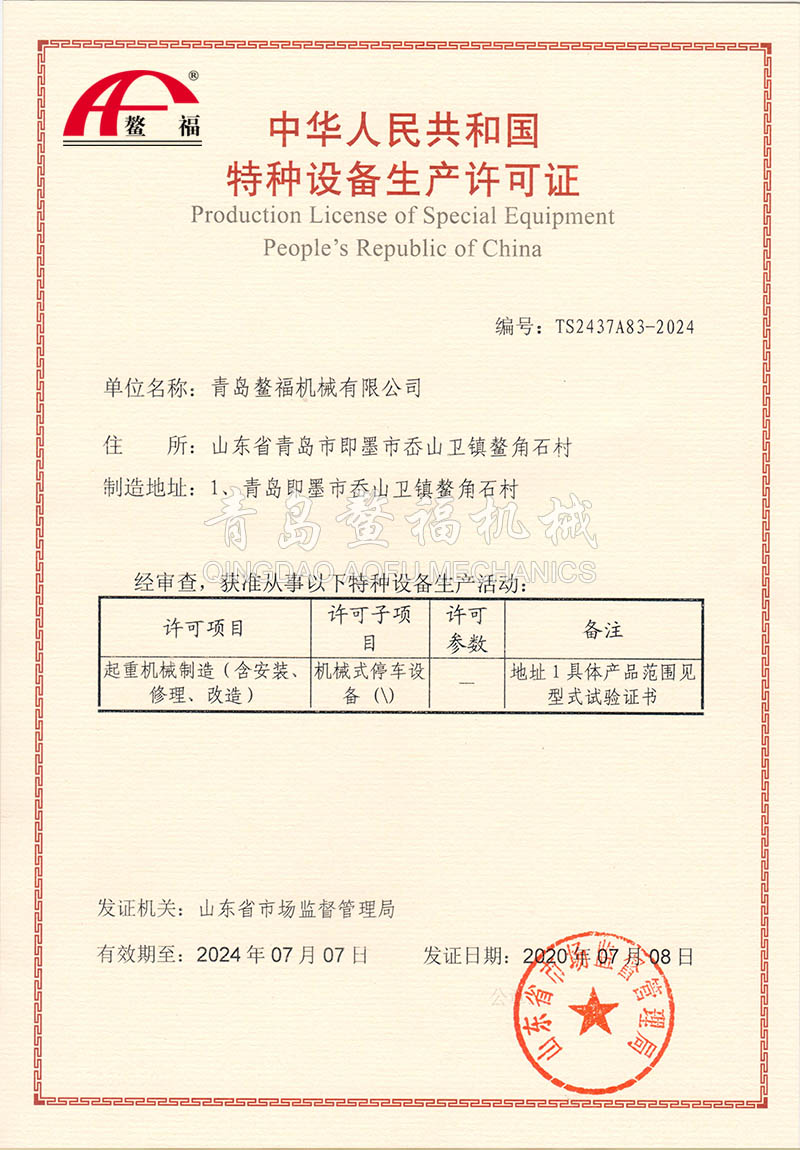 ®
鳌 福
中华人民共和国
特种设备生产许可证
Production License of Special Equipment
People's Republic of China
编号：TS2437A83-2024
单位名称：青岛鳌福机械有限公司
住 所：山东省青岛市即墨市岙山卫镇鳌角石村
制造地址：1、青岛即墨市岙山卫镇鳌角石村
青岛鳌福机械
QINGDAO AOFU MECHANICS
经审查，获准从事以下特种设备生产活动：
许可项目 许可子项目 许可参数 备注
起重机械制造（含安装、修理、改造） 机械式停车设备（\） — 地址1具体产品范围见型式试验证书
发证机关：山东省市场监督管理局
有效期至：2024年07月07日 发证日期：2020年07月08日
山东省市场监督管理局